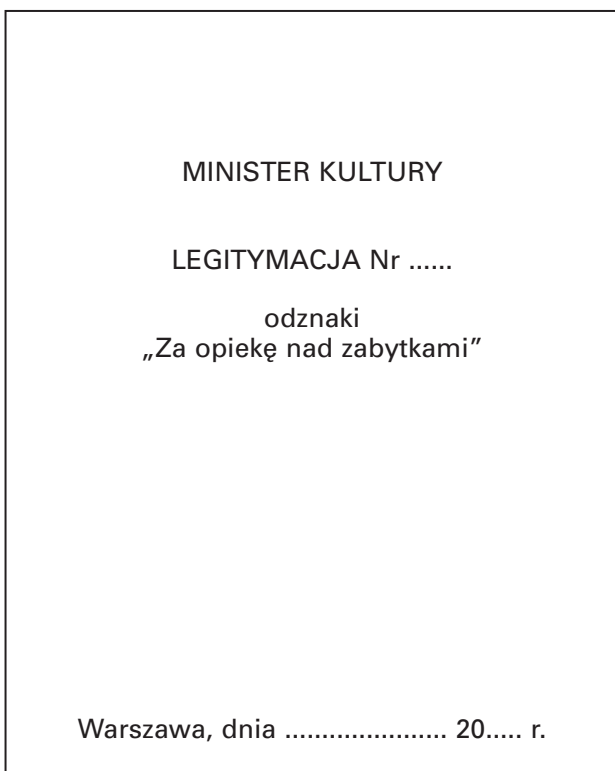 MINISTER KULTURY
LEGITYMACJA Nr ......
odznaki
„Za opiekę nad zabytkami”
Warszawa, dnia ...................... 20..... r.